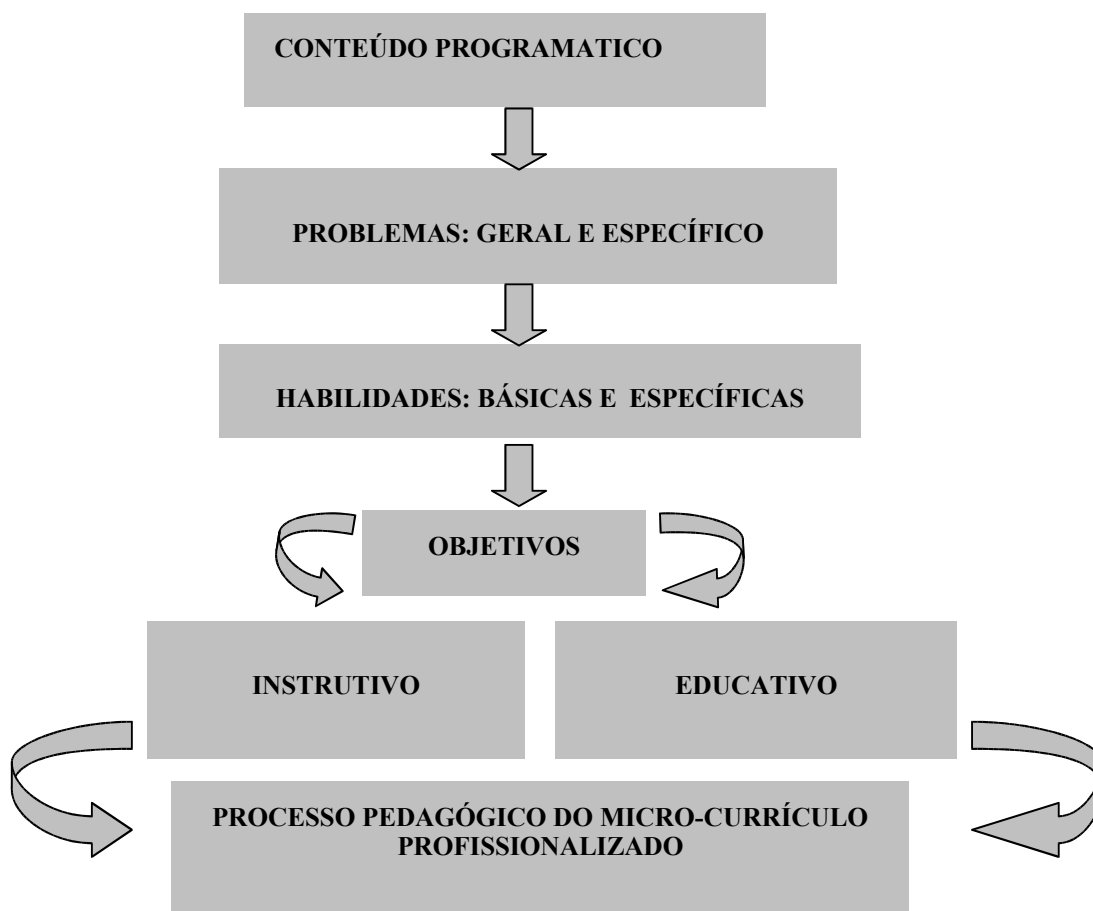 CONTEÚDO PROGRAMATICO
PROBLEMAS: GERAL E ESPECÍFICO
HABILIDADES: BÁSICAS E ESPECÍFICAS
OBJETIVOS
INSTRUTIVO
EDUCATIVO
PROCESSO PEDAGÓGICO DO MICRO-CURRÍCULO
PROFISSIONALIZADO